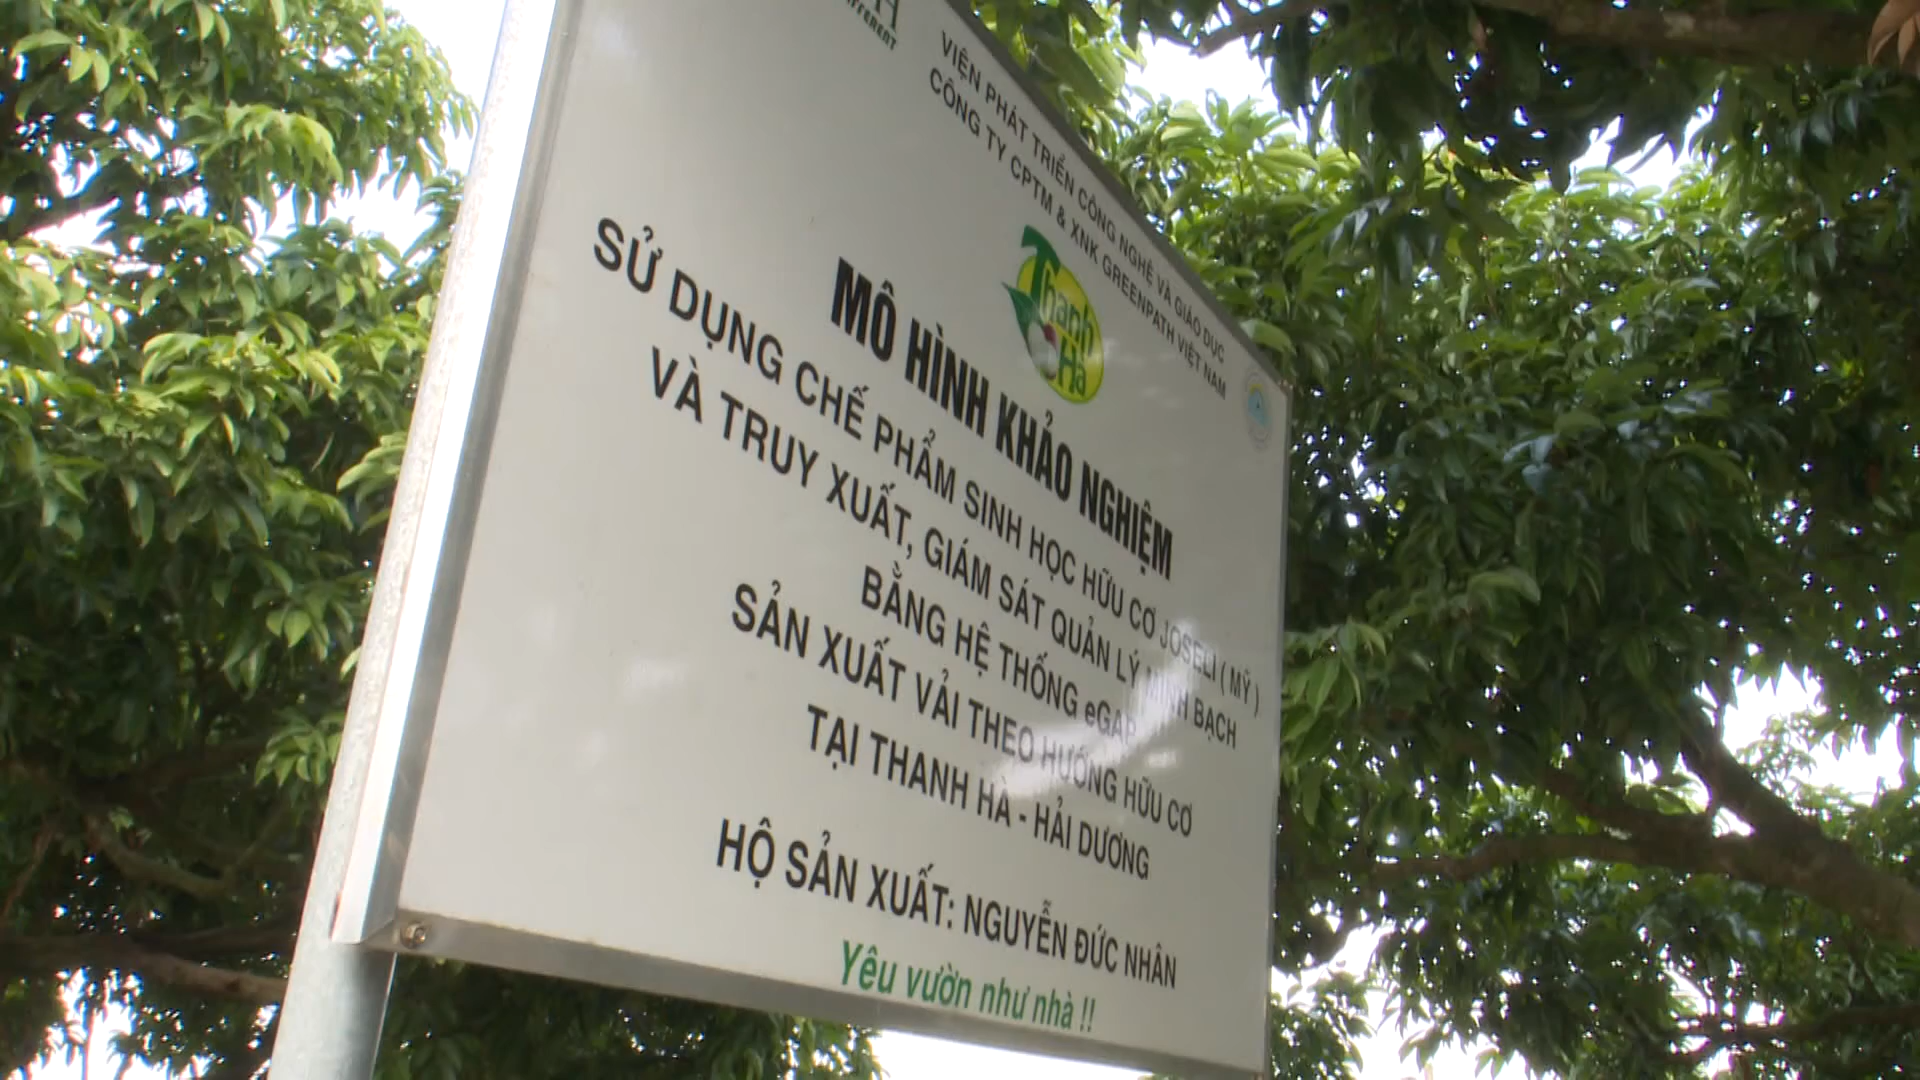 DIFFERENT
VIỆN PHÁT TRIỂN CÔNG NGHỆ VÀ GIÁO DỤC
CÔNG TY CPTM & XNK GREENPATH VIỆT NAM
Thanh
Hà
MÔ HÌNH KHẢO NGHIỆM
SỬ DỤNG CHẾ PHẨM SINH HỌC HỮU CƠ JOSELI ( MỸ )
VÀ TRUY XUẤT, GIÁM SÁT QUẢN LÝ MINH BẠCH
BẰNG HỆ THỐNG eGAP
SẢN XUẤT VẢI THEO HƯỚNG HỮU CƠ
TẠI THANH HÀ - HẢI DƯƠNG
HỘ SẢN XUẤT: NGUYỄN ĐỨC NHÂN
Yêu vườn như nhà !!